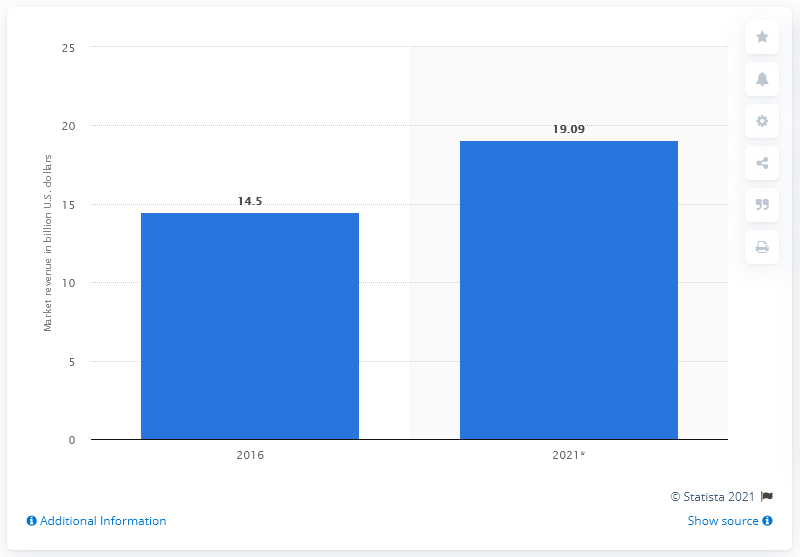 25
20
15
10
5
0
Market revenue in billion U.S. dollars
14.5
19.09
2016
2021*
© Statista 2021
Additional Information
Show source